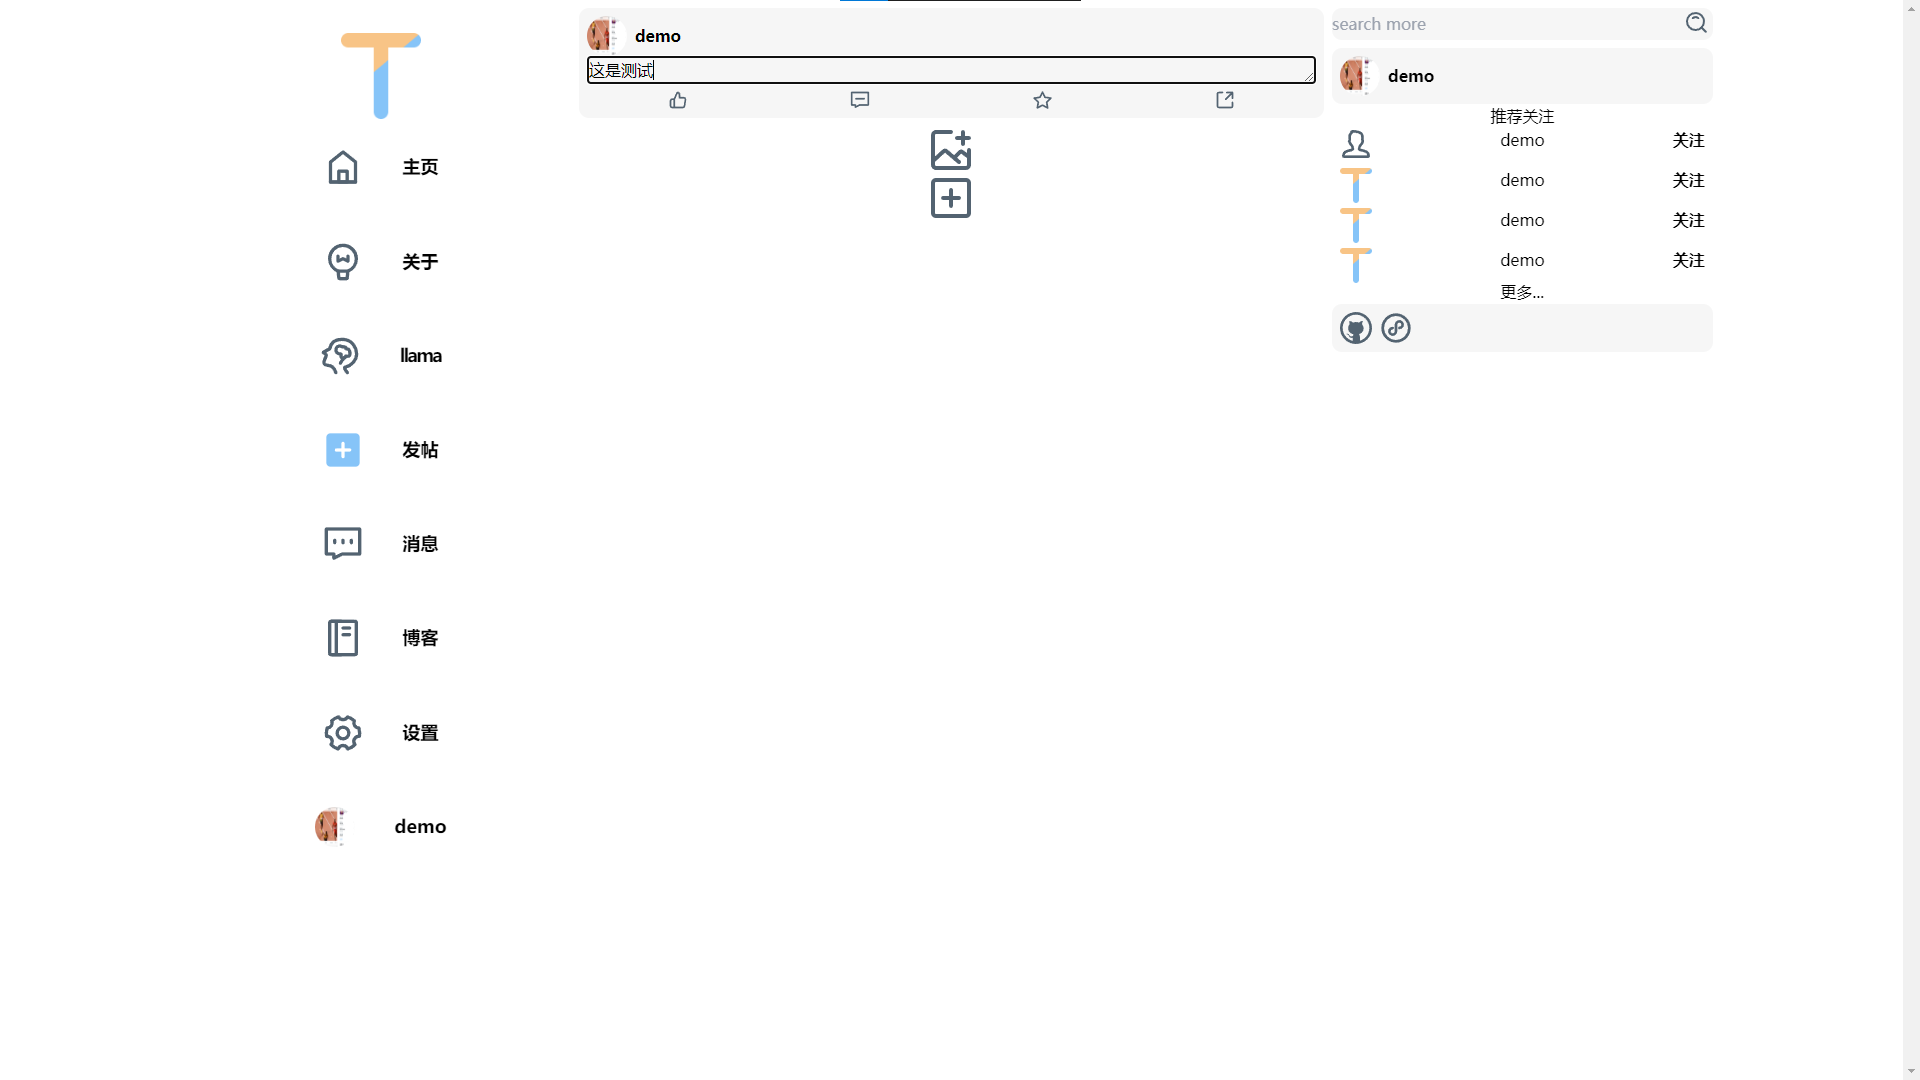 主页
关于
llama
发帖
消息
博客
设置
demo
demo
这是测试
search more
demo
推荐关注
demo 关注
demo 关注
demo 关注
demo 关注
更多...